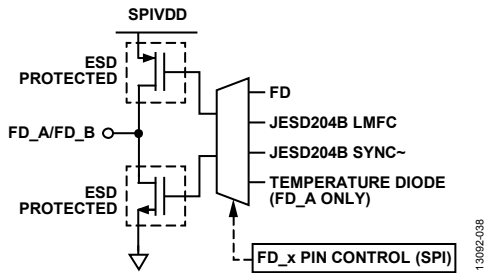 SPIVDD
ESD
PROTECTED
FD_A/FD_B
ESD
PROTECTED
FD
JESD204B LMFC
JESD204B SYNC~
TEMPERATURE DIODE
(FD_A ONLY)
FD_x PIN CONTROL (SPI)
13092-038